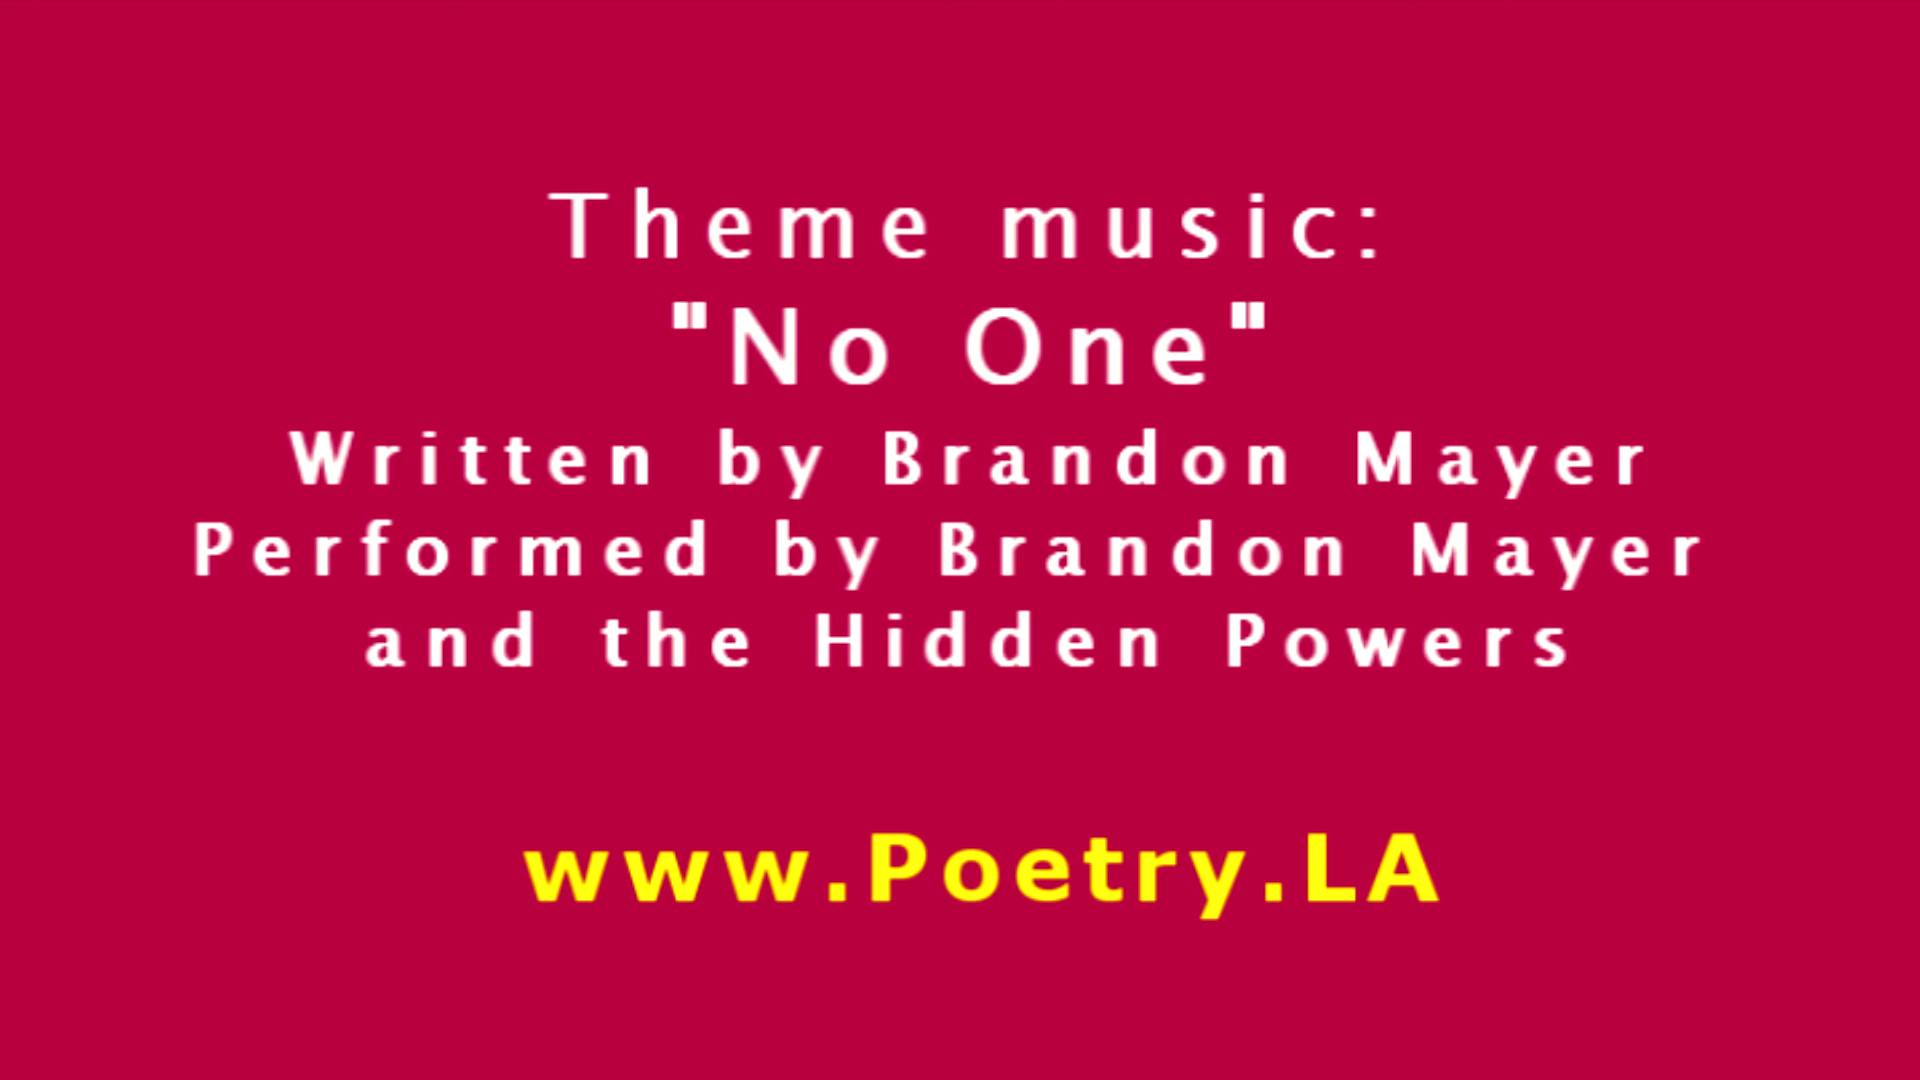 Theme music:
"No One"
Written by Brandon Mayer
Performed by Brandon Mayer
and the Hidden Powers
www.Poetry.LA